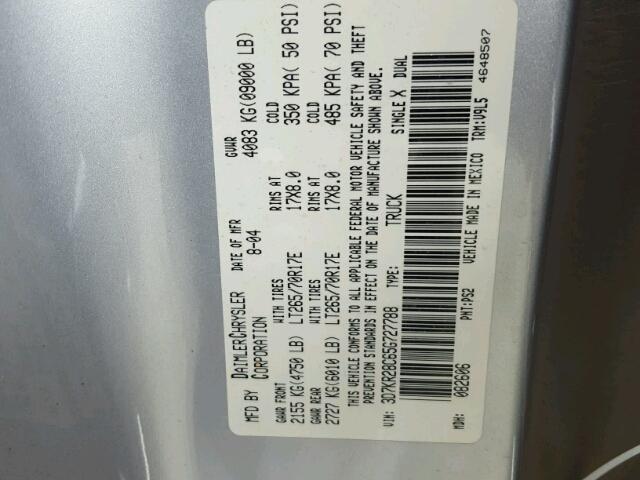 MFD BY DAIMLERCHRYSLER CORPORATION DATE OF MFR 8-04 GVWR 4083 KG(09000 LB)
GAWR FRONT WITH TIRES RIMS AT COLD
2155 KG(4750 LB) LT265/70R17E 17X8.0 350 KPA( 50 PSI)
GAWR REAR WITH TIRES RIMS AT COLD
2727 KG(6010 LB) LT265/70R17E 17X8.0 485 KPA( 70 PSI)
THIS VEHICLE CONFORMS TO ALL APPLICABLE FEDERAL MOTOR VEHICLE SAFETY AND THEFT
PREVENTION STANDARDS IN EFFECT ON THE DATE OF MANUFACTURE SHOWN ABOVE.
VIN: 3D7KR28C65G727788 TYPE: TRUCK SINGLE X DUAL
MDH: 082606 PNT:PS2 VEHICLE MADE IN MEXICO TRM:V9L5 4648507